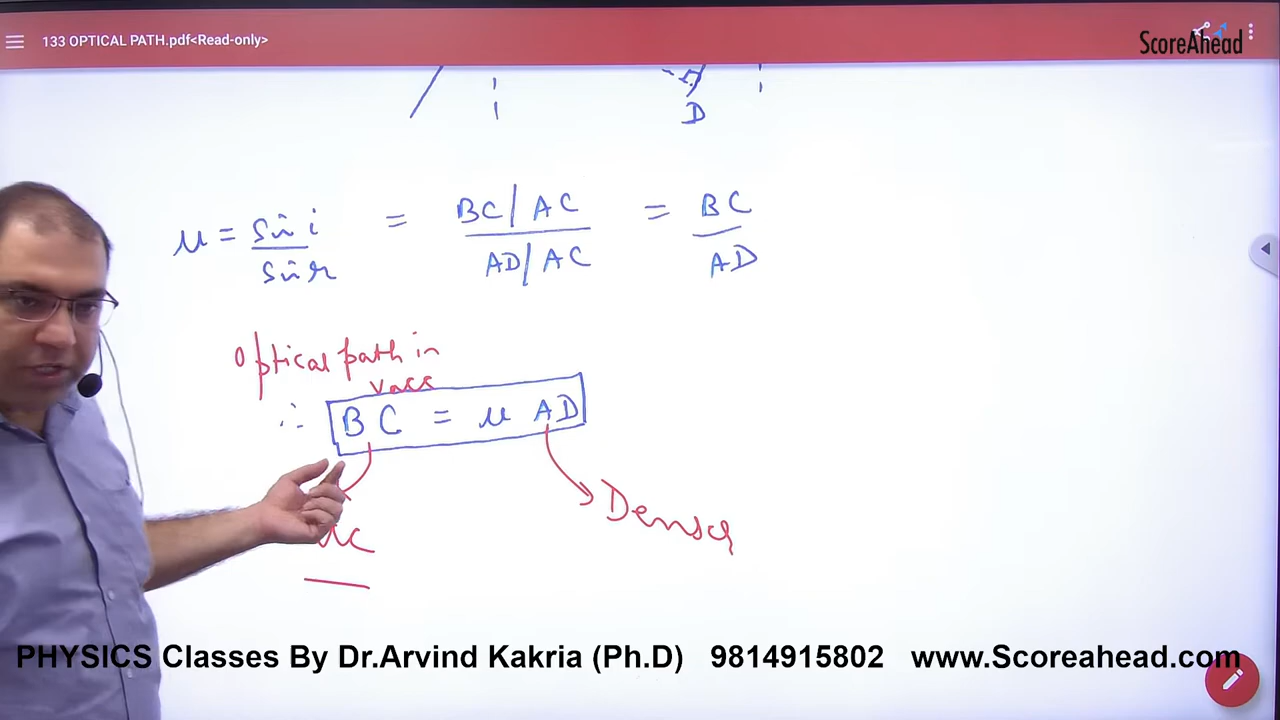 133 OPTICAL PATH.pdf<Read-only>
ScoreAhead
D
μ = sin i / sin r = BC/AC / AD/AC = BC / AD
Optical path in
vacc
∴ BC = μ AD
Denser
PHYSICS Classes By Dr.Arvind Kakria (Ph.D) 9814915802 www.Scoreahead.com